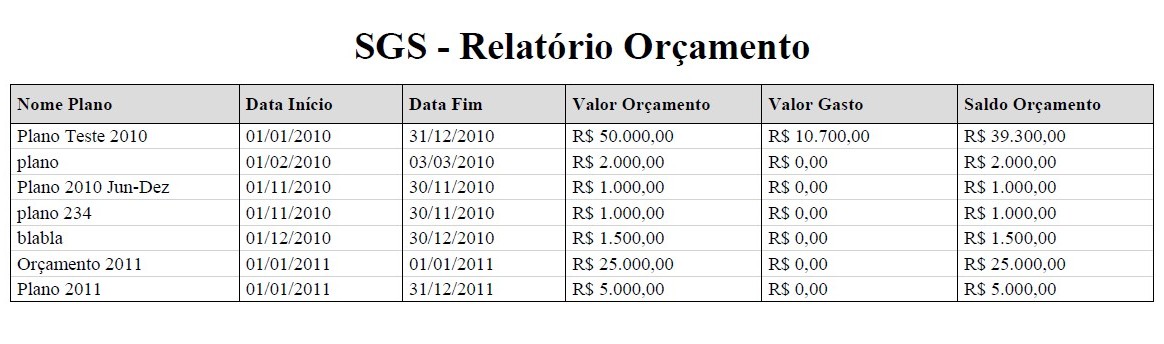 SGS - Relatório Orçamento
Nome Plano Data Início Data Fim Valor Orçamento Valor Gasto Saldo Orçamento
Plano Teste 2010 01/01/2010 31/12/2010 R$ 50.000,00 R$ 10.700,00 R$ 39.300,00
plano 01/02/2010 03/03/2010 R$ 2.000,00 R$ 0,00 R$ 2.000,00
Plano 2010 Jun-Dez 01/11/2010 30/11/2010 R$ 1.000,00 R$ 0,00 R$ 1.000,00
plano 234 01/11/2010 30/11/2010 R$ 1.000,00 R$ 0,00 R$ 1.000,00
blabla 01/12/2010 30/12/2010 R$ 1.500,00 R$ 0,00 R$ 1.500,00
Orçamento 2011 01/01/2011 01/01/2011 R$ 25.000,00 R$ 0,00 R$ 25.000,00
Plano 2011 01/01/2011 31/12/2011 R$ 5.000,00 R$ 0,00 R$ 5.000,00